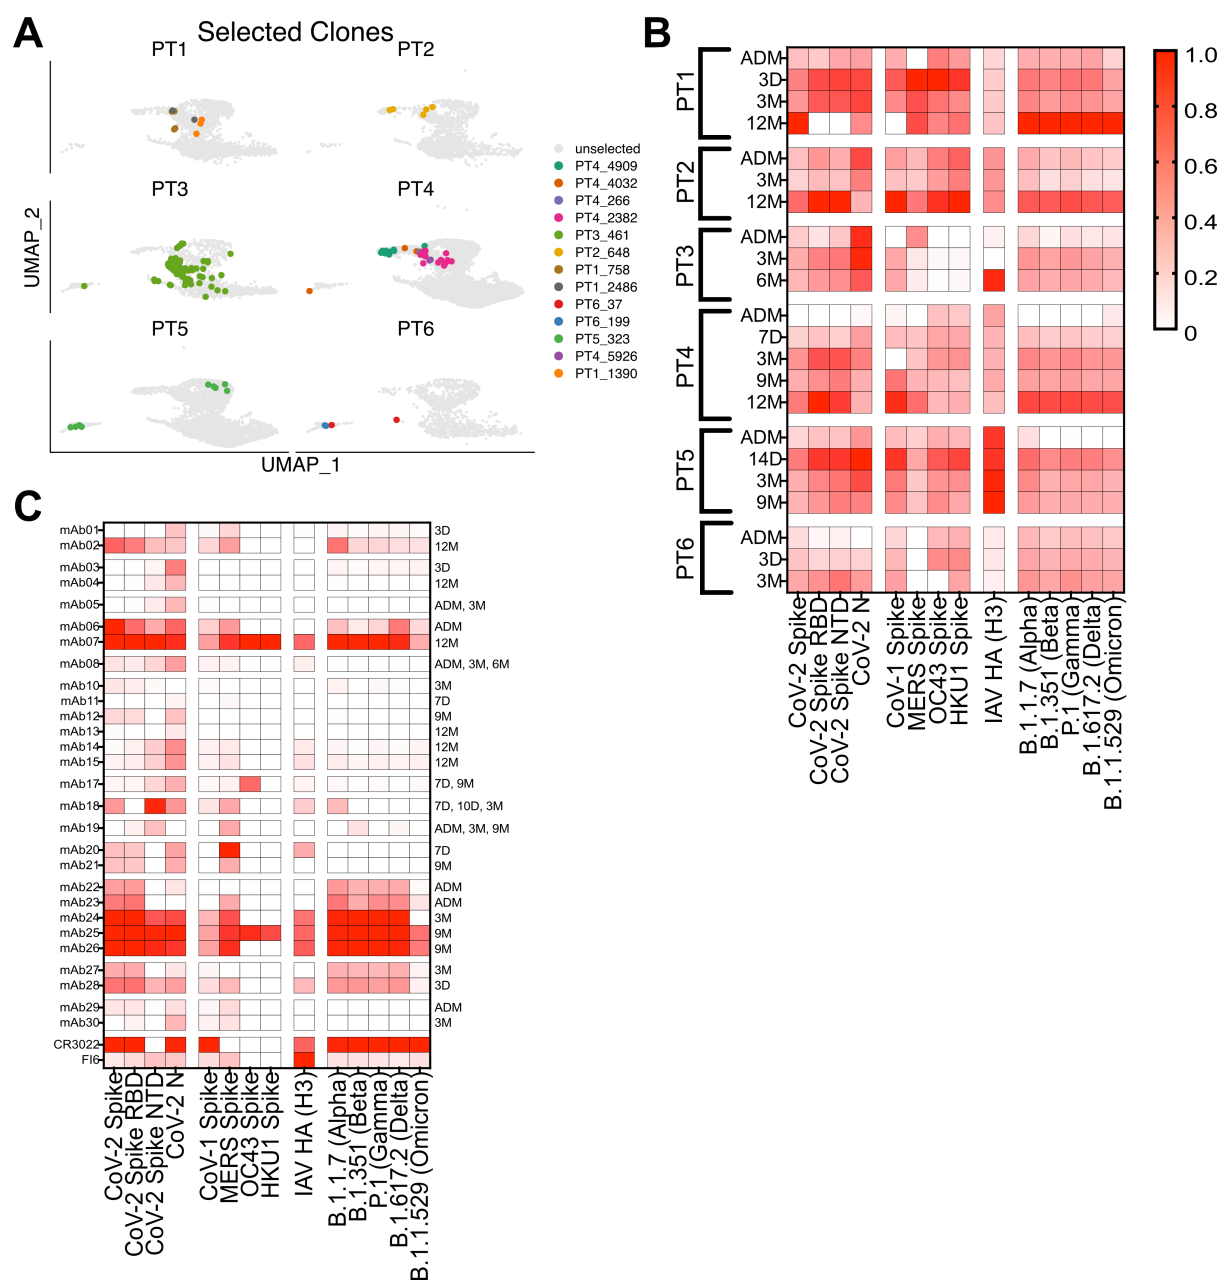 A
Selected Clones
PT1
PT2
PT3
PT4
PT5
PT6
UMAP_2
UMAP_1
unselected
PT4_4909
PT4_4032
PT4_266
PT4_2382
PT3_461
PT2_648
PT1_758
PT1_2486
PT6_37
PT6_199
PT5_323
PT4_5926
PT1_1390
B
PT1
ADM
3D
3M
12M
PT2
ADM
3M
12M
PT3
ADM
3M
6M
PT4
ADM
7D
3M
9M
12M
PT5
ADM
14D
3M
9M
PT6
ADM
3D
3M
CoV-2 Spike
CoV-2 Spike RBD
CoV-2 Spike NTD
CoV-2 N
CoV-1 Spike
MERS Spike
OC43 Spike
HKU1 Spike
IAV HA (H3)
B.1.1.7 (Alpha)
B.1.351 (Beta)
P.1 (Gamma)
B.1.617.2 (Delta)
B.1.1.529 (Omicron)
1.0
0.8
0.6
0.4
0.2
0
C
mAb01 3D
mAb02 12M
mAb03 3D
mAb04 12M
mAb05 ADM, 3M
mAb06 ADM
mAb07 12M
mAb08 ADM, 3M, 6M
mAb10 3M
mAb11 7D
mAb12 9M
mAb13 12M
mAb14 12M
mAb15 12M
mAb17 7D, 9M
mAb18 7D, 10D, 3M
mAb19 ADM, 3M, 9M
mAb20 7D
mAb21 9M
mAb22 ADM
mAb23 ADM
mAb24 3M
mAb25 9M
mAb26 9M
mAb27 3M
mAb28 3D
mAb29 ADM
mAb30 3M
CR3022
FI6
CoV-2 Spike
CoV-2 Spike RBD
CoV-2 Spike NTD
CoV-2 N
CoV-1 Spike
MERS Spike
OC43 Spike
HKU1 Spike
IAV HA (H3)
B.1.1.7 (Alpha)
B.1.351 (Beta)
P.1 (Gamma)
B.1.617.2 (Delta)
B.1.1.529 (Omicron)